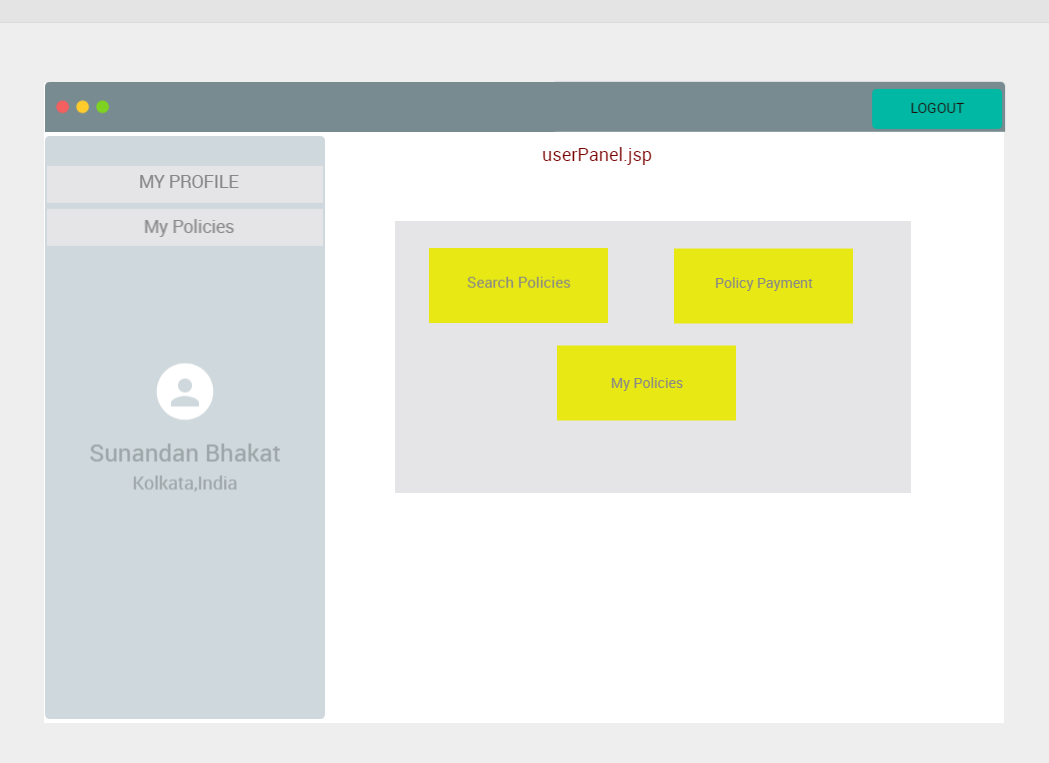 LOGOUT
userPanel.jsp
MY PROFILE
My Policies
Sunandan Bhakat
Kolkata,India
Search Policies
Policy Payment
My Policies